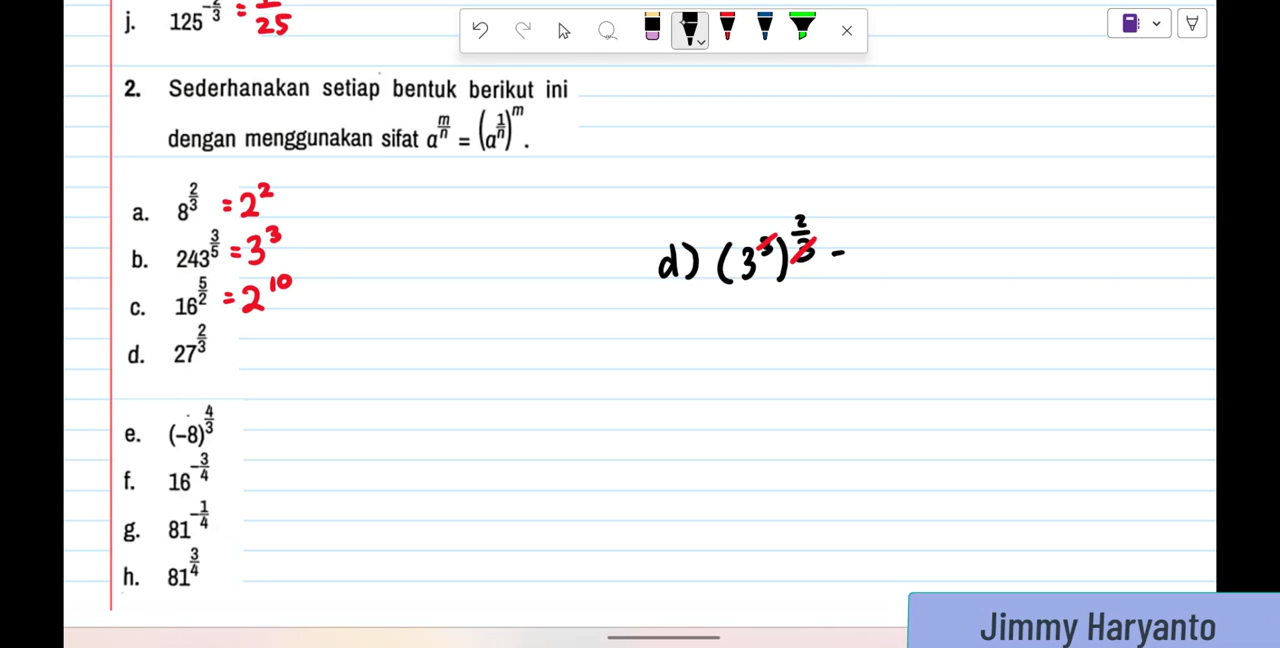 j. 125^(-2/3) = 1/25
2. Sederhanakan setiap bentuk berikut ini
dengan menggunakan sifat a^(m/n) = (a^(1/n))^m.
a. 8^(2/3) = 2^2
b. 243^(3/5) = 3^3
c. 16^(5/2) = 2^10
d. 27^(2/3)
d) (3^3)^(2/3) -
e. (–8)^(4/3)
f. 16^(-3/4)
g. 81^(-1/4)
h. 81^(3/4)
Jimmy Haryanto